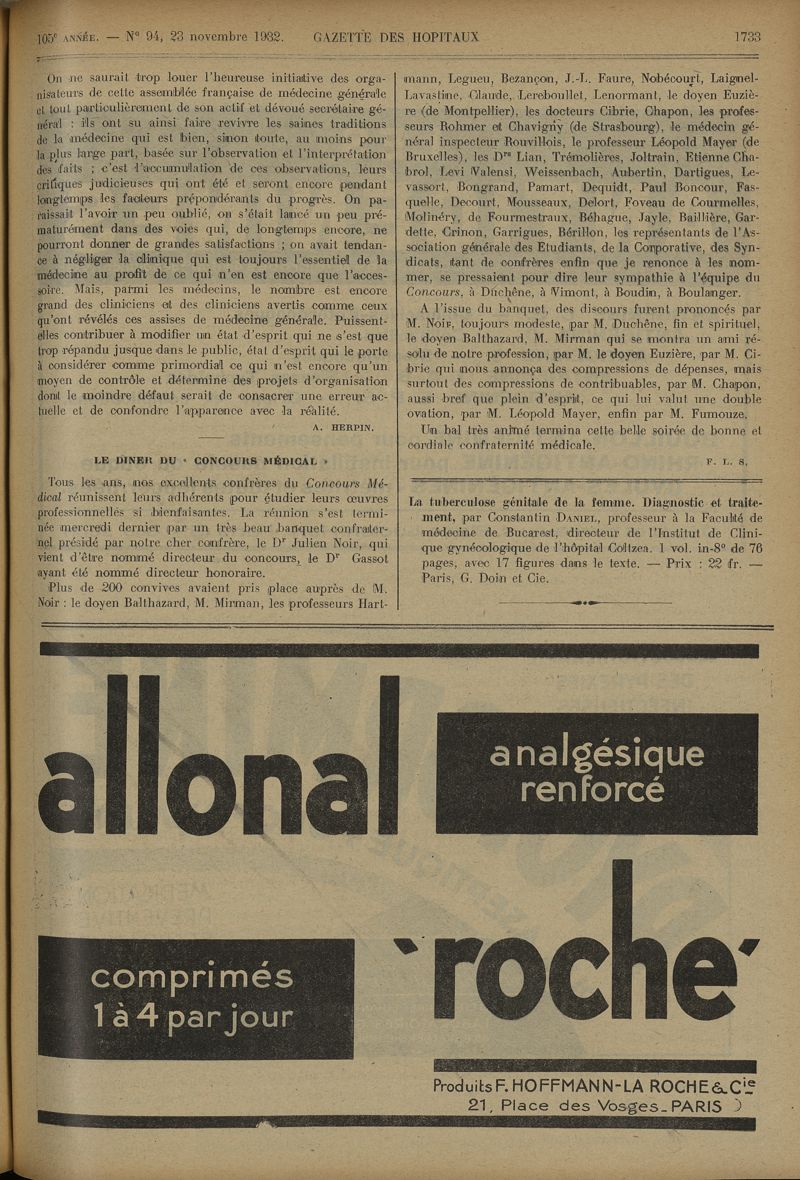 105e ANNÉE. — N° 94, 23 novembre 1932. GAZETTE DES HOPITAUX 1733
On ne saurait trop louer l'heureuse initiative des orga-
nisateurs de cette assemblée française de médecine générale
et tout particulièrement de son actif et dévoué secrétaire gé-
néral : ils ont su ainsi faire revivre les saines traditions
de la médecine qui est bien, sinon toute, au moins pour
la plus large part, basée sur l'observation et l'interprétation
des faits ; c'est l'accumulation de ces observations, leurs
critiques judicieuses qui ont été et seront encore pendant
longtemps les facteurs prépondérants du progrès. On pa-
raissait l'avoir un peu oublié, on s'était lancé un peu pré-
maturément dans des voies qui, de longtemps encore, ne
pourront donner de grandes satisfactions ; on avait tendan-
ce à négliger la clinique qui est toujours l'essentiel de la
médecine au profit de ce qui n'en est encore que l'acces-
soire. Mais, parmi les médecins, le nombre est encore
grand des cliniciens et des cliniciens avertis comme ceux
qu'ont révélés ces assises de médecine générale. Puissent-
elles contribuer à modifier un état d'esprit qui ne s'est que
trop répandu jusque dans le public, état d'esprit qui le porte
à considérer comme primordial ce qui n'est encore qu'un
moyen de contrôle et détermine des projets d'organisation
dont le moindre défaut serait de consacrer une erreur ac-
tuelle et de confondre l'apparence avec la réalité.
A. HERPIN.
LE DINER DU « CONCOURS MÉDICAL »
Tous les ans, nos excellents confrères du Concours Mé-
dical réunissent leurs adhérents pour étudier leurs œuvres
professionnelles si bienfaisantes. La réunion s'est termi-
née mercredi dernier par un très beau banquet confrater-
nel présidé par notre cher confrère, le Dr Julien Noir, qui
vient d'être nommé directeur du concours, le Dr Gassot
ayant été nommé directeur honoraire.
Plus de 200 convives avaient pris place auprès de M.
Noir : le doyen Balthazard, M. Mirman, les professeurs Hart-
mann, Legueu, Bezançon, J.-L. Faure, Nobécourt, Laignel-
Lavastine, Claude, Lereboullet, Lenormant, le doyen Euziè-
re (de Montpellier), les docteurs Cibrie, Chapon, les profes-
seurs Rohmer et Chavigny (de Strasbourg), le médecin gé-
néral inspecteur Rouvillois, le professeur Léopold Mayer (de
Bruxelles), les Drs Lian, Trémolières, Joltrain, Etienne Cha-
brol, Levi Valensi, Weissenbach, Aubertin, Dartigues, Le-
vassort, Bongrand, Pamart, Dequidt, Paul Boncour, Fas-
quelle, Decourt, Mousseaux, Delort, Foveau de Courmelles,
Molinéry, de Fourmestraux, Béhague, Jayle, Baillière, Gar-
dette, Crinon, Garrigues, Bérillon, les représentants de l'As-
sociation générale des Etudiants, de la Corporative, des Syn-
dicats, tant de confrères enfin que je renonce à les nom-
mer, se pressaient pour dire leur sympathie à l'équipe du
Concours, à Duchêne, à Vimont, à Boudin, à Boulanger.
A l'issue du banquet, des discours furent prononcés par
M. Noir, toujours modeste, par M. Duchêne, fin et spirituel,
le doyen Balthazard, M. Mirman qui se montra un ami ré-
solu de notre profession, par M. le doyen Euzière, par M. Ci-
brie qui nous annonça des compressions de dépenses, mais
surtout des compressions de contribuables, par M. Chapon,
aussi bref que plein d'esprit, ce qui lui valut une double
ovation, par M. Léopold Mayer, enfin par M. Fumouze.
Un bal très animé termina cette belle soirée de bonne et
cordiale confraternité médicale.
F. L. S.
La tuberculose génitale de la femme. Diagnostic et traite-
ment, par Constantin DANIEL, professeur à la Faculté de
médecine de Bucarest, directeur de l'Institut de Clini-
que gynécologique de l'hôpital Coltzea. 1 vol. in-8° de 76
pages, avec 17 figures dans le texte. — Prix : 22 fr. —
Paris, G. Doin et Cie.
allonal
analgésique
renforcé
'roche'
comprimés
1 à 4 par jour
Produits F. HOFFMANN-LA ROCHE & Cie
21, Place des Vosges_PARIS